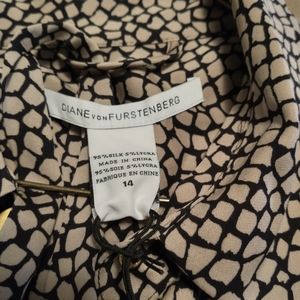 DIANE VON FURSTENBERG
95%SILK 5%LYCRA
MADE IN CHINA
95%SOIE 5%LYCRA
FABRIQUE EN CHINE
14